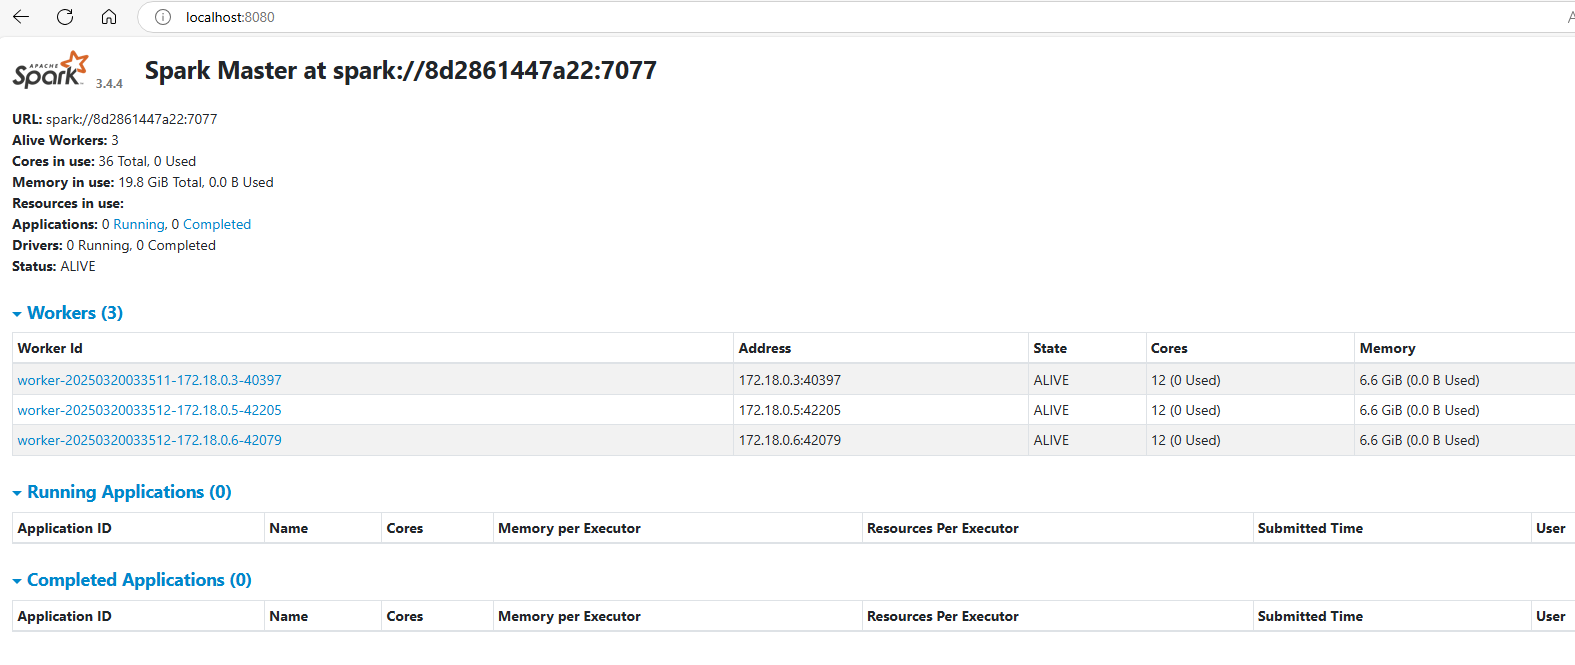 localhost:8080
APACHE Spark 3.4.4 Spark Master at spark://8d2861447a22:7077
URL: spark://8d2861447a22:7077
Alive Workers: 3
Cores in use: 36 Total, 0 Used
Memory in use: 19.8 GiB Total, 0.0 B Used
Resources in use:
Applications: 0 Running, 0 Completed
Drivers: 0 Running, 0 Completed
Status: ALIVE
Workers (3)
Worker Id Address State Cores Memory
worker-20250320033511-172.18.0.3-40397 172.18.0.3:40397 ALIVE 12 (0 Used) 6.6 GiB (0.0 B Used)
worker-20250320033512-172.18.0.5-42205 172.18.0.5:42205 ALIVE 12 (0 Used) 6.6 GiB (0.0 B Used)
worker-20250320033512-172.18.0.6-42079 172.18.0.6:42079 ALIVE 12 (0 Used) 6.6 GiB (0.0 B Used)
Running Applications (0)
Application ID Name Cores Memory per Executor Resources Per Executor Submitted Time User
Completed Applications (0)
Application ID Name Cores Memory per Executor Resources Per Executor Submitted Time User